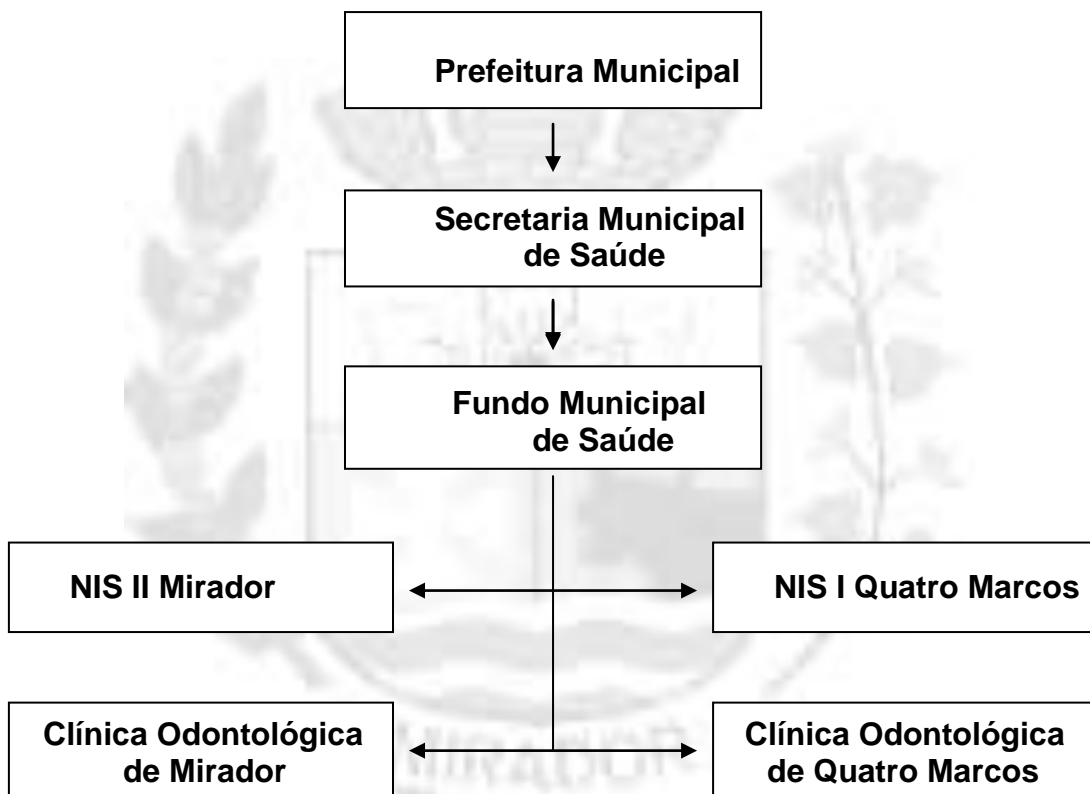 Prefeitura Municipal
Secretaria Municipal
de Saúde
Fundo Municipal
de Saúde
NIS II Mirador
NIS I Quatro Marcos
Clínica Odontológica
de Mirador
Clínica Odontológica
de Quatro Marcos
MIRADOR